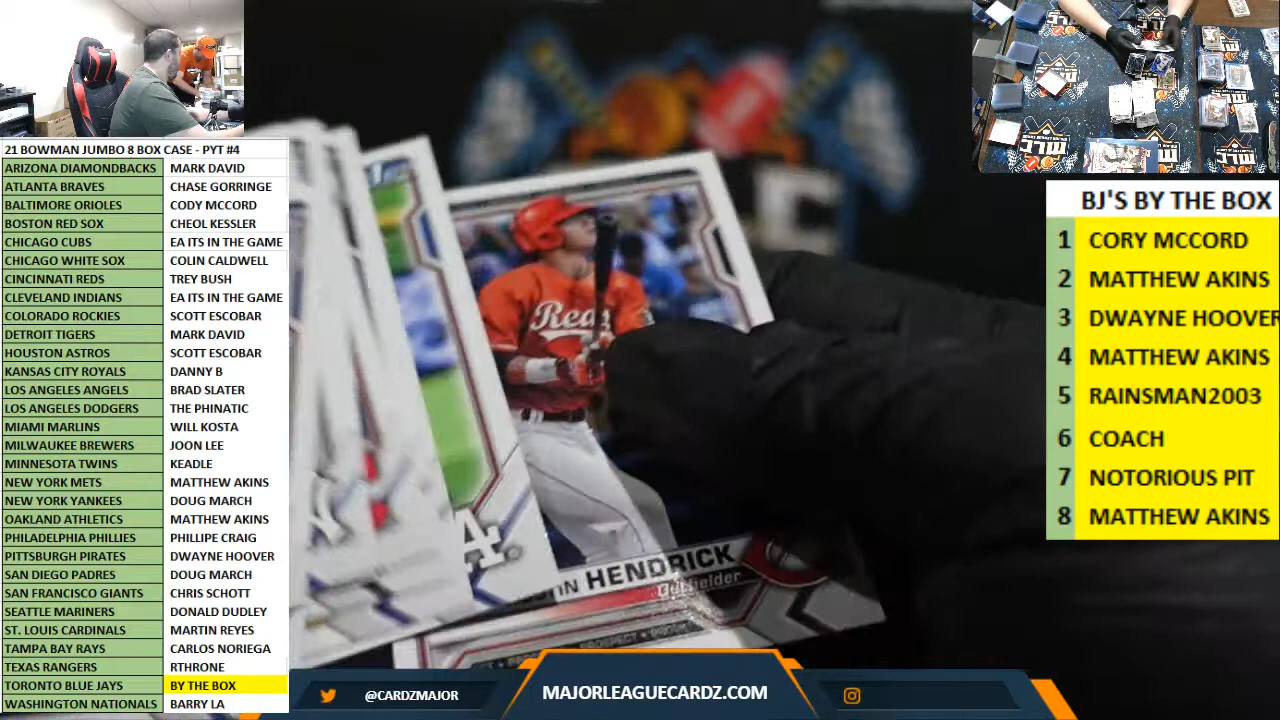 21 BOWMAN JUMBO 8 BOX CASE - PYT #4
ARIZONA DIAMONDBACKS MARK DAVID
ATLANTA BRAVES CHASE GORRINGE
BALTIMORE ORIOLES CODY MCCORD
BOSTON RED SOX CHEOL KESSLER
CHICAGO CUBS EA ITS IN THE GAME
CHICAGO WHITE SOX COLIN CALDWELL
CINCINNATI REDS TREY BUSH
CLEVELAND INDIANS EA ITS IN THE GAME
COLORADO ROCKIES SCOTT ESCOBAR
DETROIT TIGERS MARK DAVID
HOUSTON ASTROS SCOTT ESCOBAR
KANSAS CITY ROYALS DANNY B
LOS ANGELES ANGELS BRAD SLATER
LOS ANGELES DODGERS THE PHINATIC
MIAMI MARLINS WILL KOSTA
MILWAUKEE BREWERS JOON LEE
MINNESOTA TWINS KEADLE
NEW YORK METS MATTHEW AKINS
NEW YORK YANKEES DOUG MARCH
OAKLAND ATHLETICS MATTHEW AKINS
PHILADELPHIA PHILLIES PHILLIPE CRAIG
PITTSBURGH PIRATES DWAYNE HOOVER
SAN DIEGO PADRES DOUG MARCH
SAN FRANCISCO GIANTS CHRIS SCHOTT
SEATTLE MARINERS DONALD DUDLEY
ST. LOUIS CARDINALS MARTIN REYES
TAMPA BAY RAYS CARLOS NORIEGA
TEXAS RANGERS RTHRONE
TORONTO BLUE JAYS BY THE BOX
WASHINGTON NATIONALS BARRY LA
Reds
HENDRICK
Outfielder
PROSPECT
MLC
BJ'S BY THE BOX
1 CORY MCCORD
2 MATTHEW AKINS
3 DWAYNE HOOVER
4 MATTHEW AKINS
5 RAINSMAN2003
6 COACH
7 NOTORIOUS PIT
8 MATTHEW AKINS
@CARDZMAJOR
MAJORLEAGUECARDZ.COM